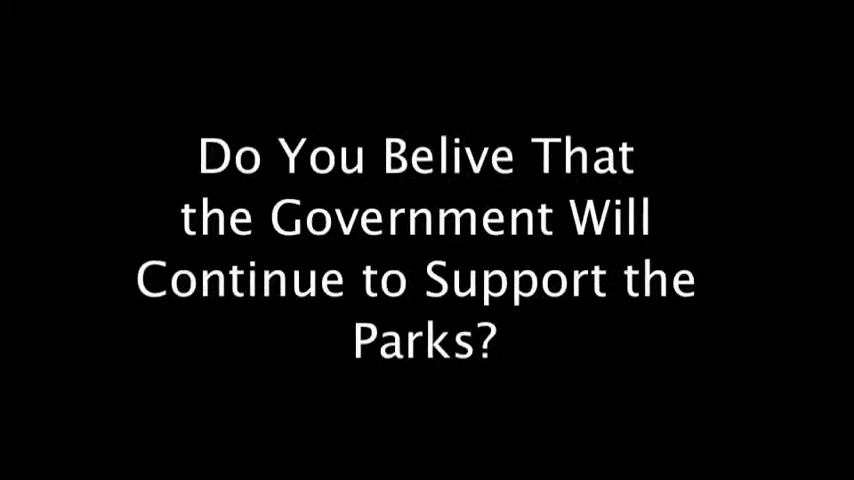 Do You Belive That
the Government Will
Continue to Support the
Parks?